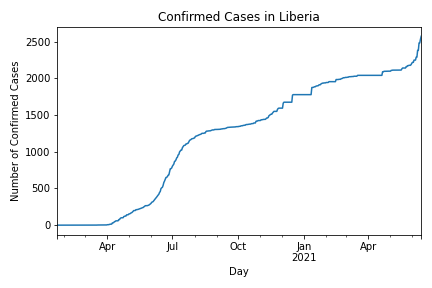 Confirmed Cases in Liberia
Number of Confirmed Cases
2500
2000
1500
1000
500
0
Apr Jul Oct Jan Apr
2021
Day